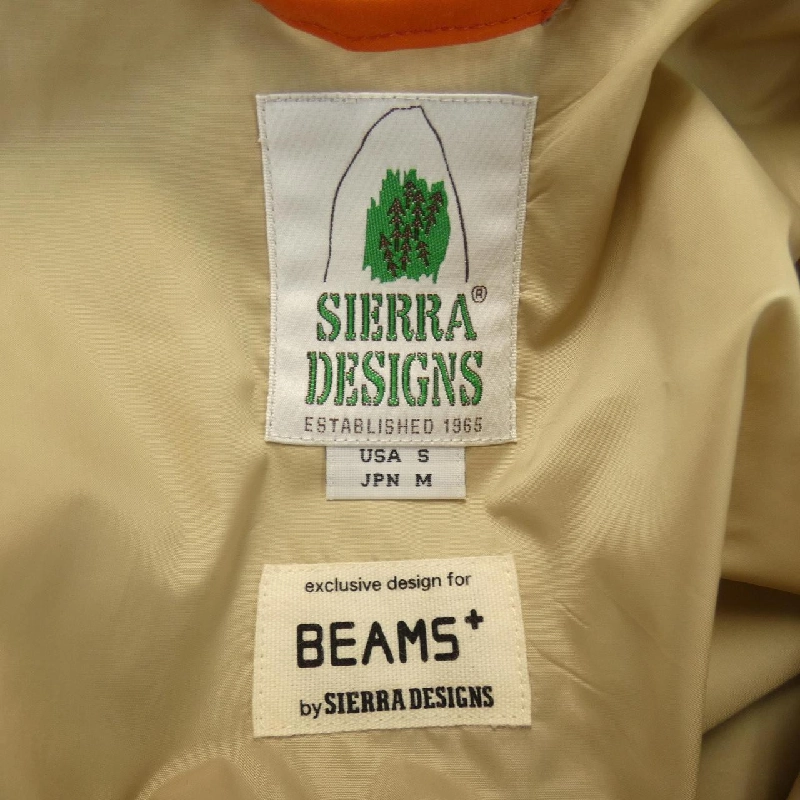 SIERRA®
DESIGNS
ESTABLISHED 1965
USA S
JPN M
exclusive design for
BEAMS+
by SIERRA DESIGNS